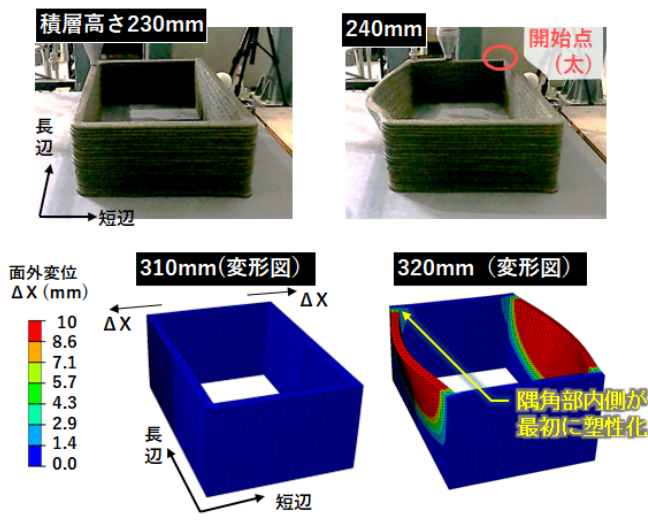 積層高さ230mm
240mm
開始点
（太）
長
辺
短辺
面外変位
ΔX (mm)
310mm(変形図）
320mm（変形図）
ΔX
ΔX
10
8.6
7.1
5.7
4.3
2.9
1.4
0.0
隅角部内側が
最初に塑性化
長
辺
短辺